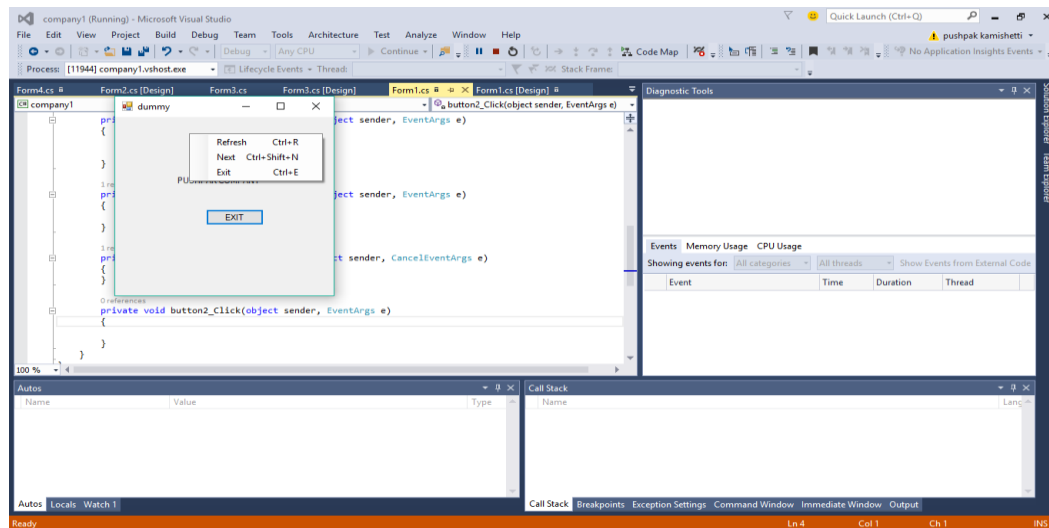 company1 (Running) - Microsoft Visual Studio
Quick Launch (Ctrl+Q)
File Edit View Project Build Debug Team Tools Architecture Test Analyze Window Help
pushpak kamishetti
Debug Any CPU Continue Code Map No Application Insights Events
Process: [11944] company1.vshost.exe Lifecycle Events Thread: Stack Frame:
Form4.cs Form2.cs [Design] Form3.cs Form3.cs [Design] Form1.cs Form1.cs [Design]
Diagnostic Tools
company1
button2_Click(object sender, EventArgs e)
dummy
ject sender, EventArgs e)
{
}
Refresh Ctrl+R
Next Ctrl+Shift+N
Exit Ctrl+E
1 re
ject sender, EventArgs e)
{
}
EXIT
1 re
ct sender, CancelEventArgs e)
{
}
0 references
private void button2_Click(object sender, EventArgs e)
{
}
}
100 %
Events Memory Usage CPU Usage
Showing events for: All categories All threads Show Events from External Code
Event Time Duration Thread
Solution Explorer
Team Explorer
Autos
Name Value Type
Call Stack
Name Lang
Autos Locals Watch 1
Call Stack Breakpoints Exception Settings Command Window Immediate Window Output
Ready Ln 4 Col 1 Ch 1 INS